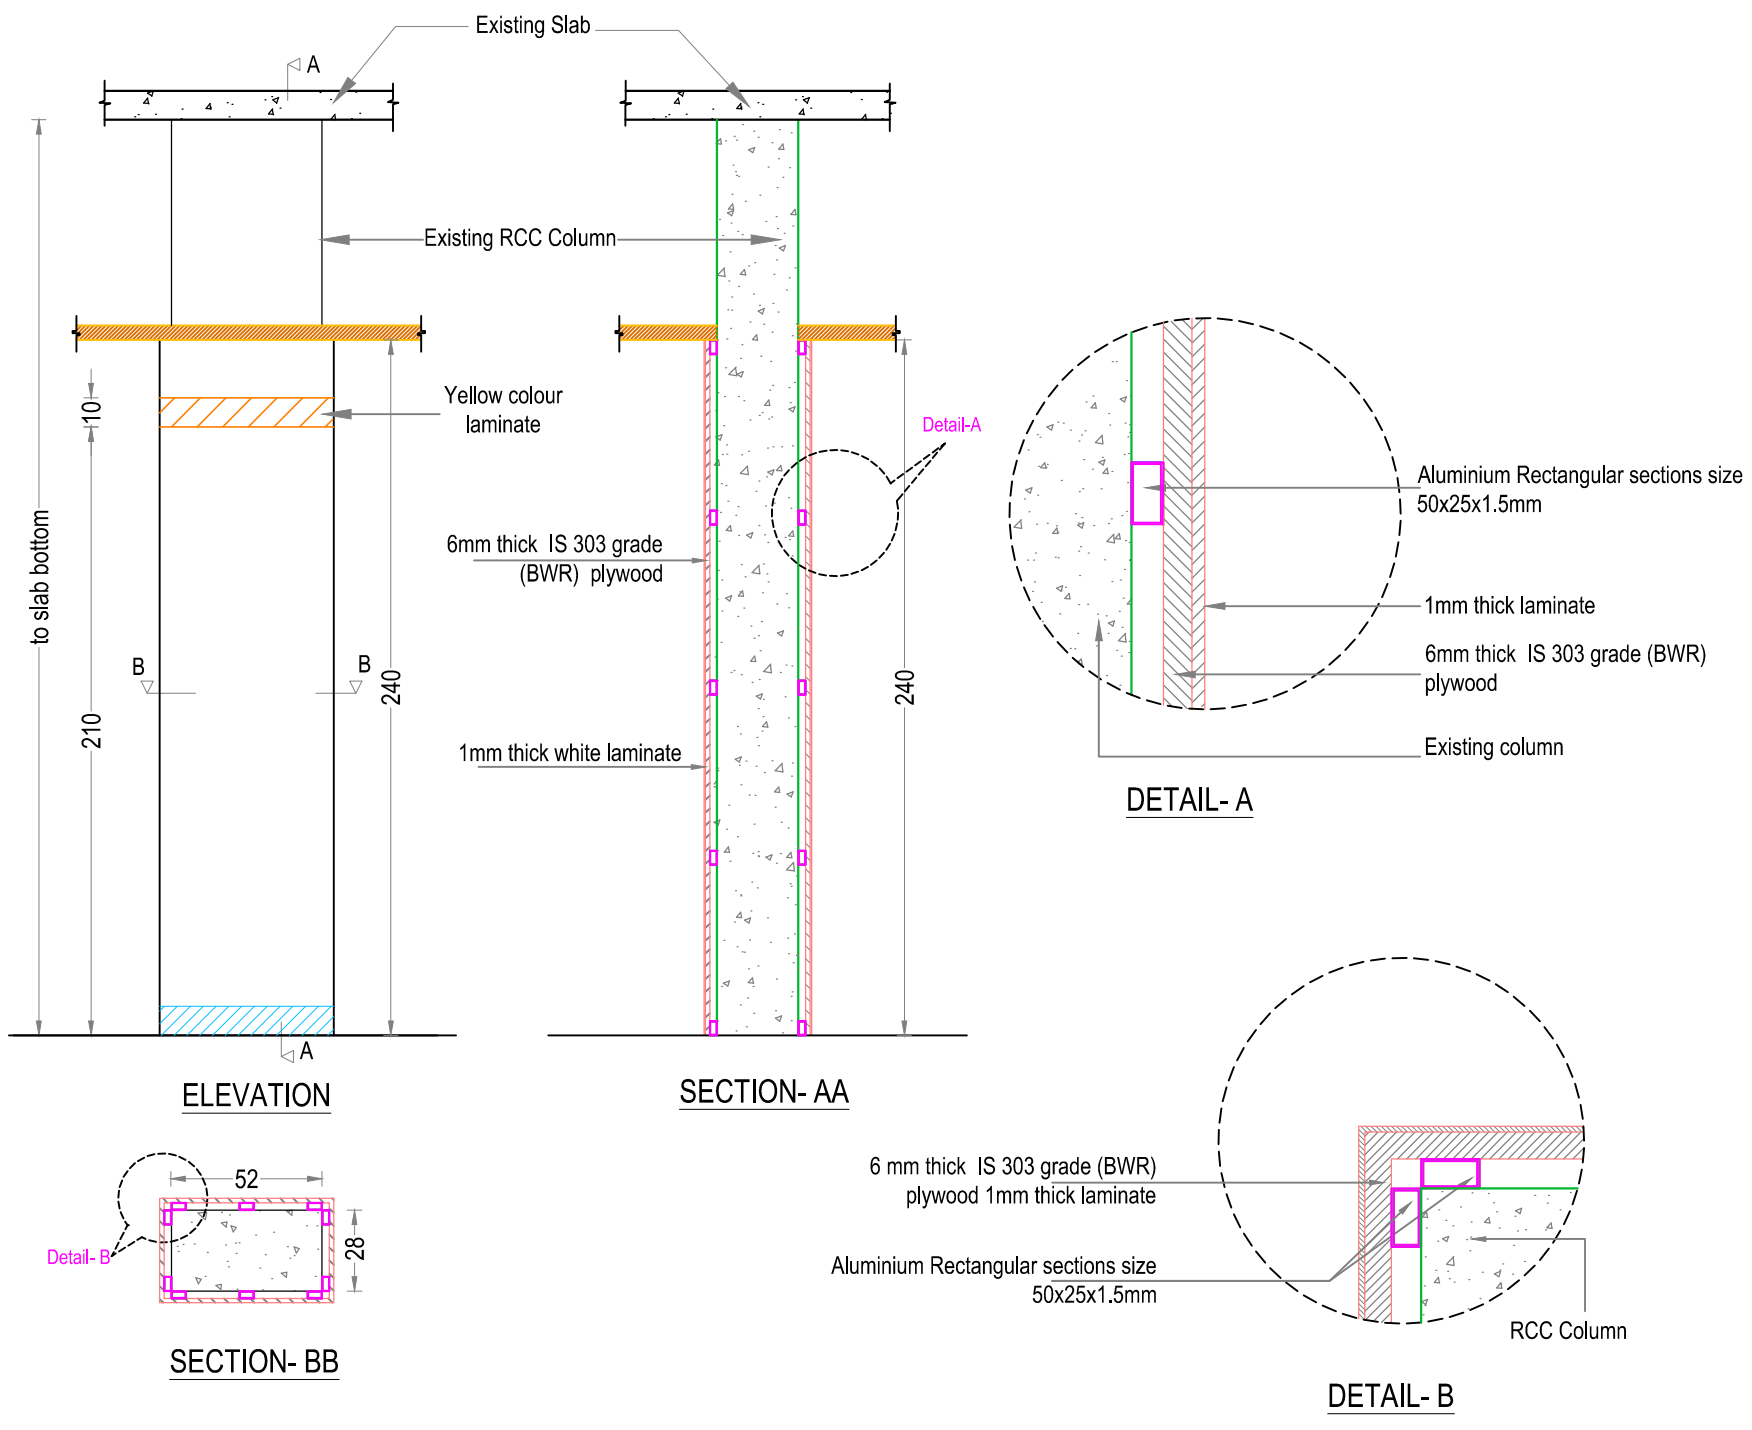 Existing Slab
A
Existing RCC Column
10
Yellow colour
laminate
Detail-A
to slab bottom
6mm thick  IS 303 grade
(BWR)  plywood
B
B
210
240
240
1mm thick white laminate
A
ELEVATION
SECTION- AA
Aluminium Rectangular sections size
50x25x1.5mm
1mm thick laminate
6mm thick  IS 303 grade (BWR)
plywood
Existing column
DETAIL- A
52
28
Detail- B
SECTION- BB
6 mm thick  IS 303 grade (BWR)
plywood 1mm thick laminate
Aluminium Rectangular sections size
50x25x1.5mm
RCC Column
DETAIL- B